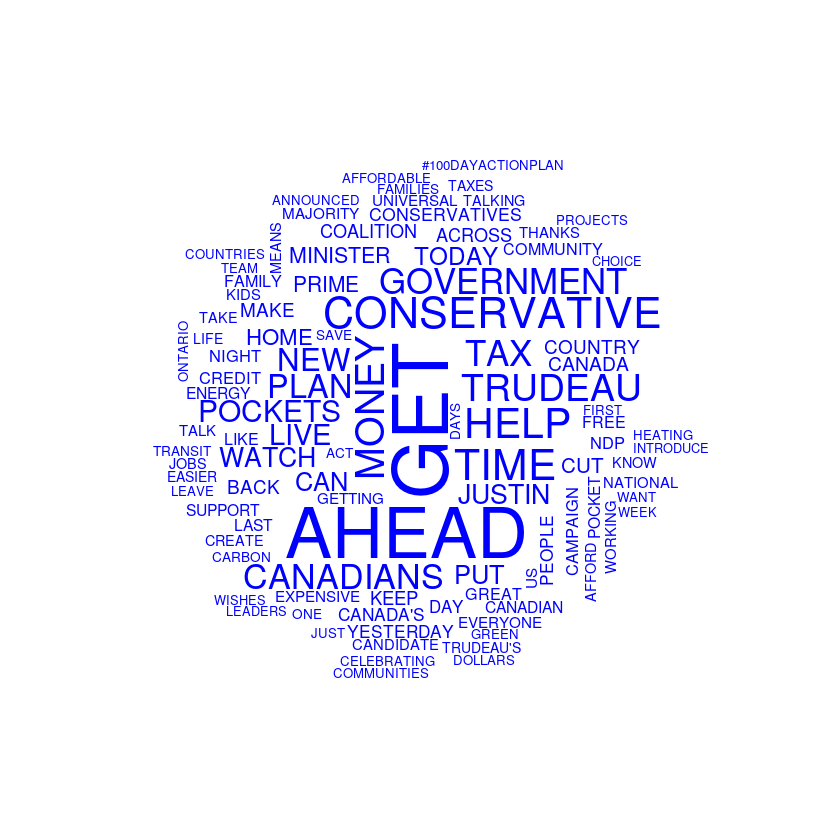 #100DAYACTIONPLAN
AFFORDABLE
FAMILIES TAXES
ANNOUNCED UNIVERSAL TALKING
MAJORITY CONSERVATIVES PROJECTS
COALITION ACROSS THANKS
MEANS
COUNTRIES MINISTER TODAY COMMUNITY
TEAM CHOICE
FAMILY PRIME GOVERNMENT
KIDS
TAKE MAKE CONSERVATIVE
ONTARIO LIFE HOME SAVE
NIGHT NEW MONEY GET TAX COUNTRY
CANADA
CREDIT PLAN TRUDEAU
ENERGY
POCKETS DAYS HELP FIRST
FREE
TALK LIKE LIVE NDP HEATING
INTRODUCE
TRANSIT WATCH ACT TIME
JOBS CUT KNOW
EASIER
LEAVE BACK CAN JUSTIN NATIONAL
GETTING POCKET WANT
SUPPORT CAMPAIGN WORKING WEEK
LAST AHEAD PEOPLE
CREATE
CARBON AFFORD
CANADIANS PUT US
WISHES EXPENSIVE KEEP GREAT
LEADERS ONE CANADA'S DAY CANADIAN
EVERYONE
JUST YESTERDAY GREEN
CANDIDATE TRUDEAU'S
CELEBRATING DOLLARS
COMMUNITIES